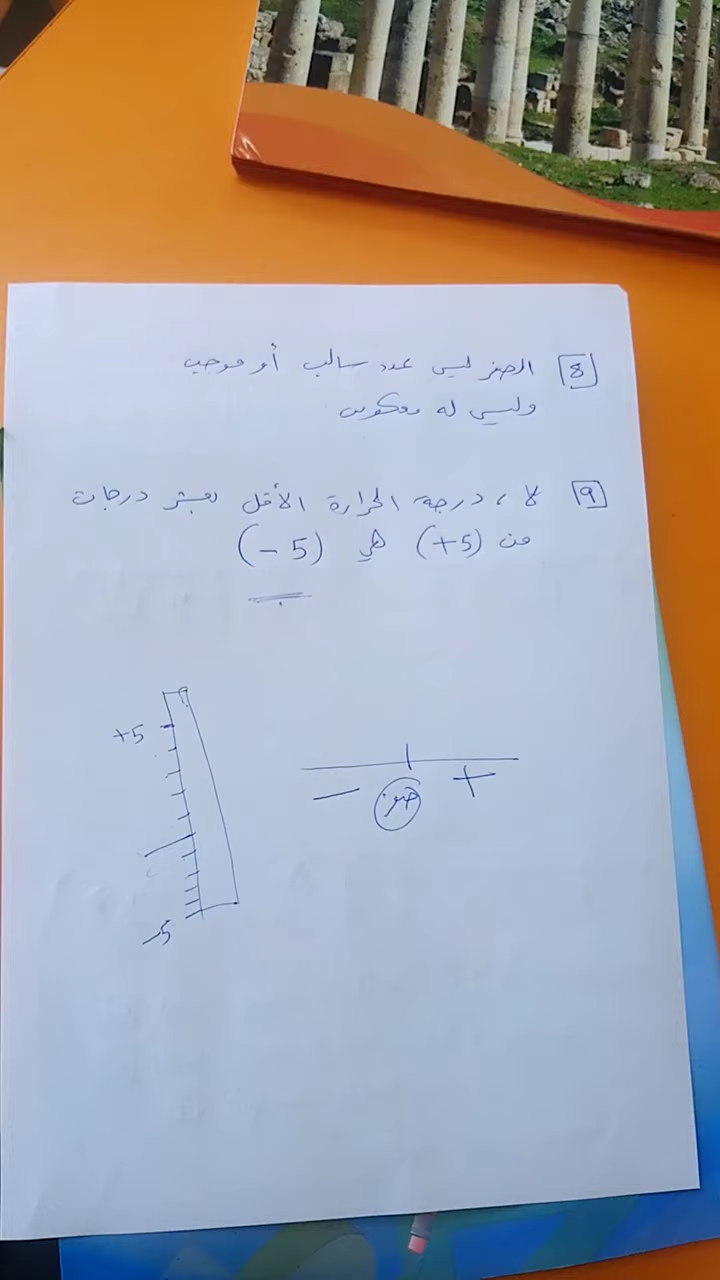 8 الصفر ليس عدد سالب أو موجب
وليس له معكوس
9 لا ، درجة الحرارة الأقل بعشر درجات
من (+5) هي (-5)
+5
-5
- صفر +